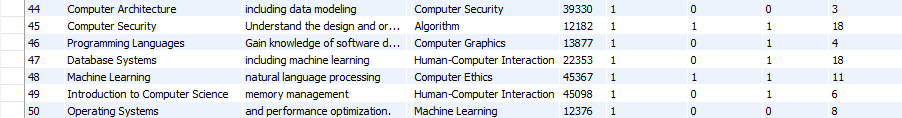 44 Computer Architecture including data modeling Computer Security 39330 1 0 0 3
45 Computer Security Understand the design and or... Algorithm 12182 1 1 1 18
46 Programming Languages Gain knowledge of software d... Computer Graphics 13877 1 0 1 4
47 Database Systems including machine learning Human-Computer Interaction 22353 1 0 1 18
48 Machine Learning natural language processing Computer Ethics 45367 1 1 1 11
49 Introduction to Computer Science memory management Human-Computer Interaction 45098 1 0 1 6
50 Operating Systems and performance optimization. Machine Learning 12376 1 0 0 8